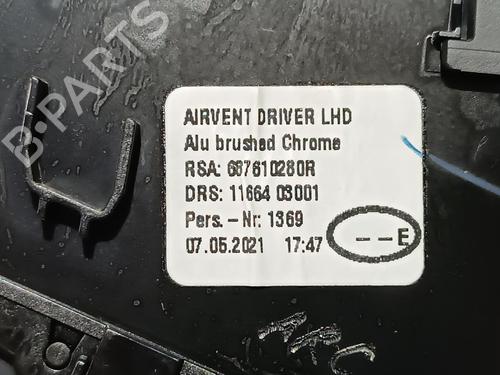 B-PARTS
AIRVENT DRIVER LHD
Alu brushed Chrome
RSA: 687610280R
DRS: 11664 03001
Pers. - Nr: 1369
07.05.2021 17:47 -- E